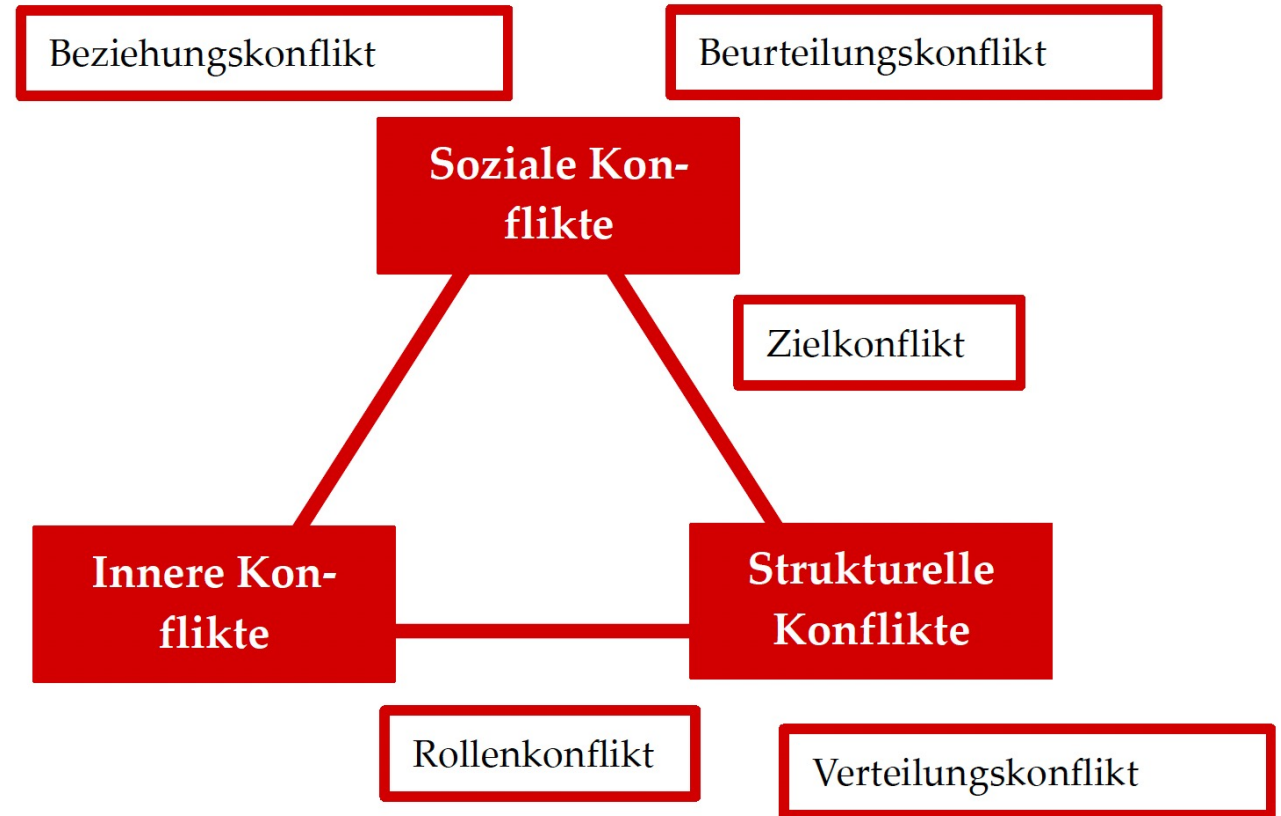 Beziehungskonflikt
Beurteilungskonflikt
Soziale Kon-
flikte
Zielkonflikt
Innere Kon-
flikte
Strukturelle
Konflikte
Rollenkonflikt
Verteilungskonflikt